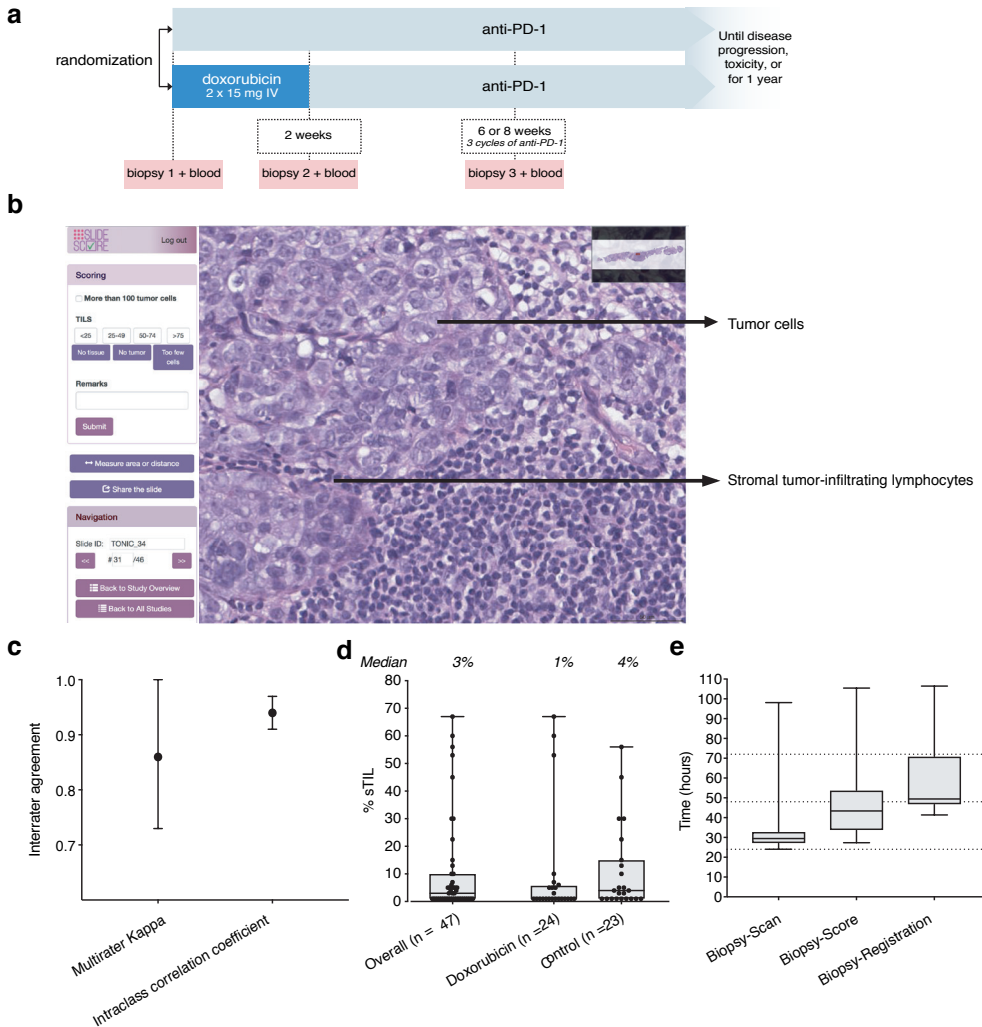 a
anti-PD-1
randomization
doxorubicin
2 x 15 mg IV
anti-PD-1
Until disease
progression,
toxicity, or
for 1 year
2 weeks
6 or 8 weeks
3 cycles of anti-PD-1
biopsy 1 + blood
biopsy 2 + blood
biopsy 3 + blood
b
SLIDE
SCORE
Log out
Scoring
More than 100 tumor cells
TILS
<25 25-49 50-74 >75
No tissue No tumor Too few
cells
Remarks
Submit
Measure area or distance
Share the slide
Navigation
Slide ID: TONIC_34
<< # 31 /46 >>
Back to Study Overview
Back to All Studies
Tumor cells
Stromal tumor-infiltrating lymphocytes
c
Interrater agreement
1.0
0.9
0.8
0.7
Multirater Kappa
Intraclass correlation coefficient
d
Median 3% 1% 4%
% sTIL
80
70
60
50
40
30
20
10
0
Overall (n = 47)
Doxorubicin (n =24)
Control (n =23)
e
Time (hours)
110
100
90
80
70
60
50
40
30
20
10
0
Biopsy-Scan
Biopsy-Score
Biopsy-Registration